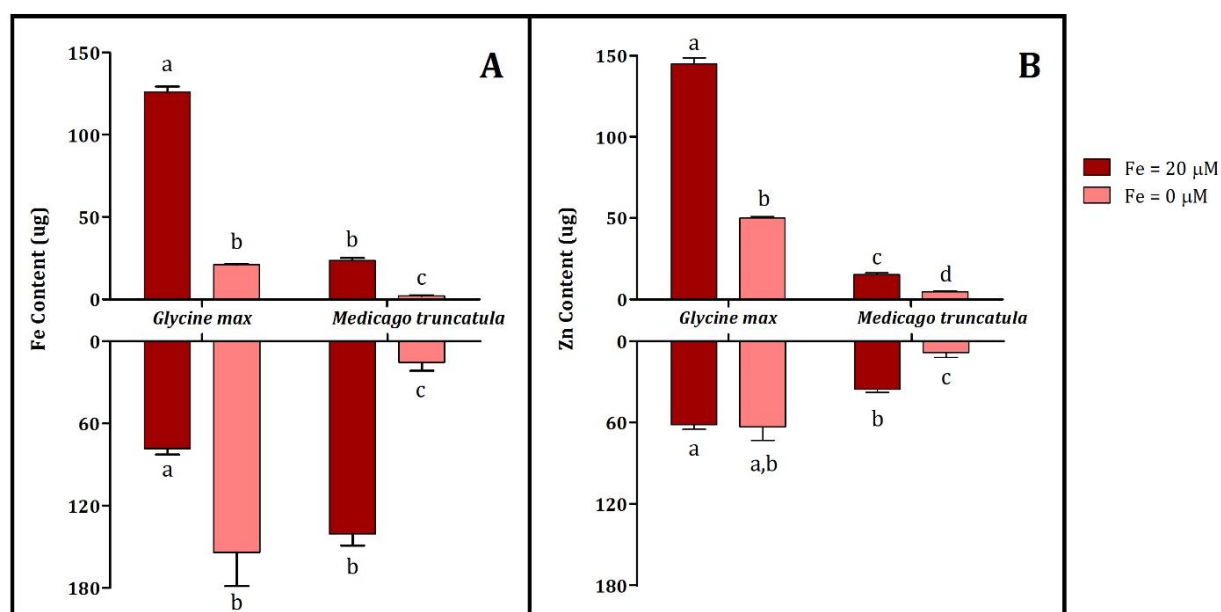 A
Fe Content (ug)
150
100
50
0
a
b
b
c
Glycine max
Medicago truncatula
0
60
120
180
a
b
b
c
B
Zn Content (ug)
150
100
50
0
a
b
c
d
Glycine max
Medicago truncatula
0
60
120
180
a
a,b
b
c
Fe = 20 μM
Fe = 0 μM